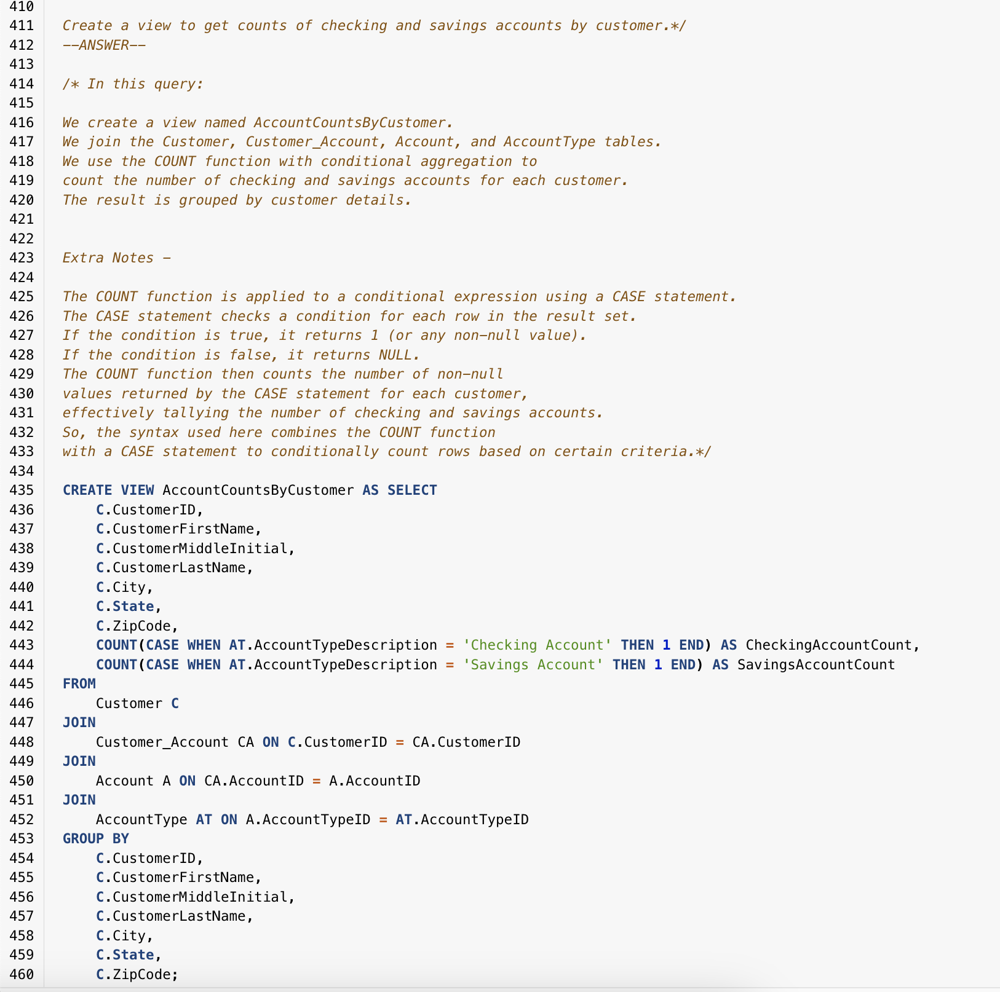 410
411 Create a view to get counts of checking and savings accounts by customer.*/
412 --ANSWER--
413
414 /* In this query:
415
416 We create a view named AccountCountsByCustomer.
417 We join the Customer, Customer_Account, Account, and AccountType tables.
418 We use the COUNT function with conditional aggregation to
419 count the number of checking and savings accounts for each customer.
420 The result is grouped by customer details.
421
422
423 Extra Notes -
424
425 The COUNT function is applied to a conditional expression using a CASE statement.
426 The CASE statement checks a condition for each row in the result set.
427 If the condition is true, it returns 1 (or any non-null value).
428 If the condition is false, it returns NULL.
429 The COUNT function then counts the number of non-null
430 values returned by the CASE statement for each customer,
431 effectively tallying the number of checking and savings accounts.
432 So, the syntax used here combines the COUNT function
433 with a CASE statement to conditionally count rows based on certain criteria.*/
434
435 CREATE VIEW AccountCountsByCustomer AS SELECT
436     C.CustomerID,
437     C.CustomerFirstName,
438     C.CustomerMiddleInitial,
439     C.CustomerLastName,
440     C.City,
441     C.State,
442     C.ZipCode,
443     COUNT(CASE WHEN AT.AccountTypeDescription = 'Checking Account' THEN 1 END) AS CheckingAccountCount,
444     COUNT(CASE WHEN AT.AccountTypeDescription = 'Savings Account' THEN 1 END) AS SavingsAccountCount
445 FROM
446     Customer C
447 JOIN
448     Customer_Account CA ON C.CustomerID = CA.CustomerID
449 JOIN
450     Account A ON CA.AccountID = A.AccountID
451 JOIN
452     AccountType AT ON A.AccountTypeID = AT.AccountTypeID
453 GROUP BY
454     C.CustomerID,
455     C.CustomerFirstName,
456     C.CustomerMiddleInitial,
457     C.CustomerLastName,
458     C.City,
459     C.State,
460     C.ZipCode;